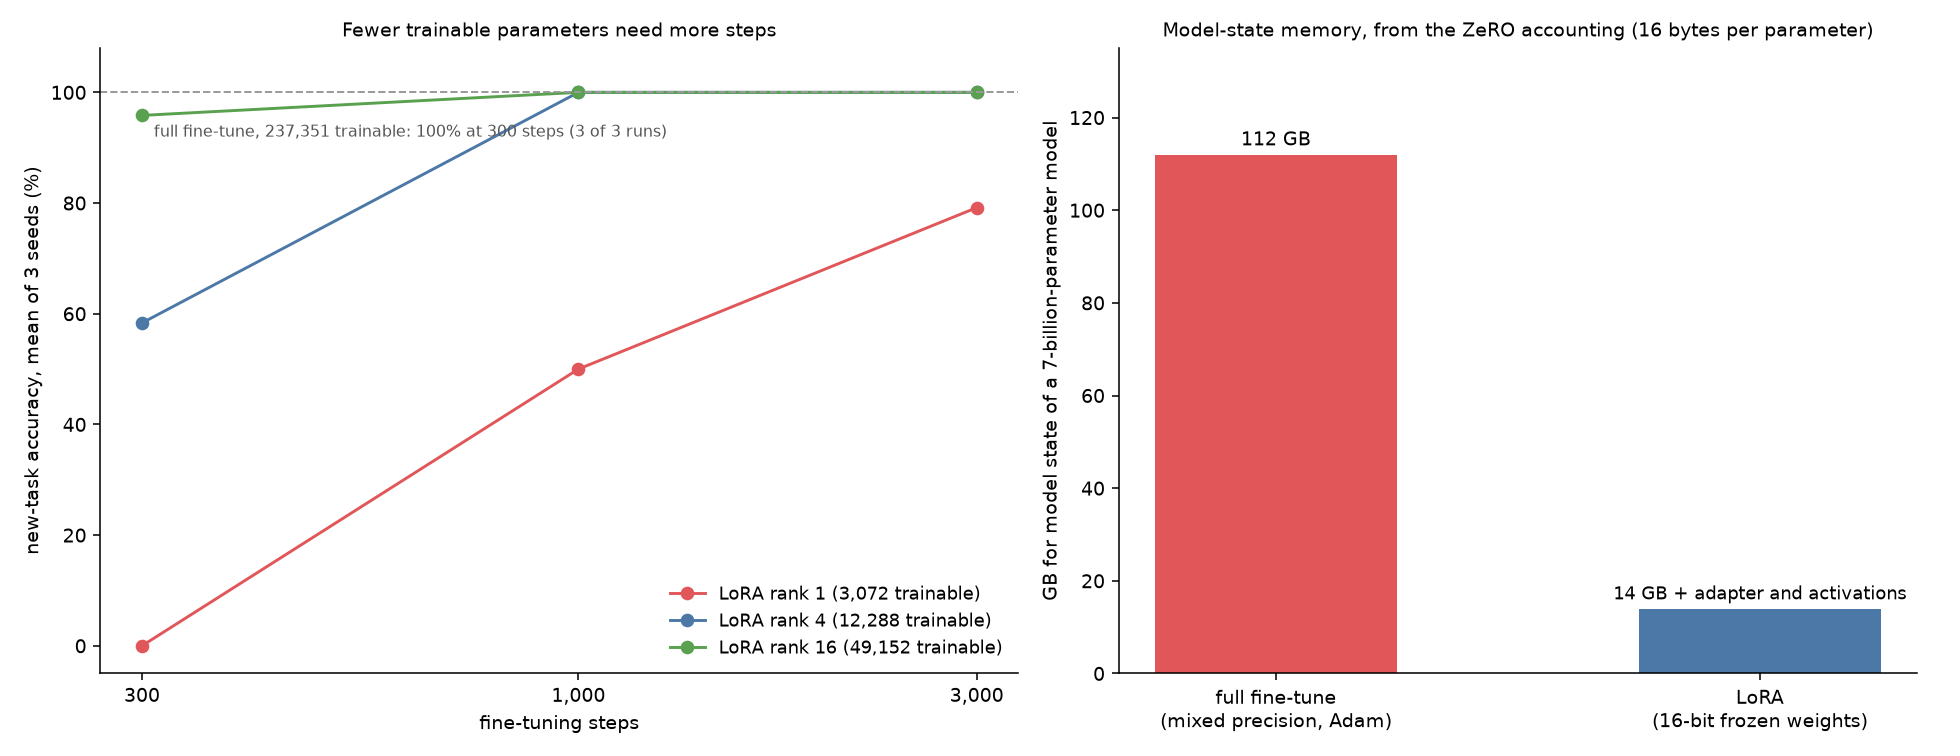 Fewer trainable parameters need more steps
new-task accuracy, mean of 3 seeds (%)
100
80
60
40
20
0
full fine-tune, 237,351 trainable: 100% at 300 steps (3 of 3 runs)
LoRA rank 1 (3,072 trainable)
LoRA rank 4 (12,288 trainable)
LoRA rank 16 (49,152 trainable)
300
1,000
3,000
fine-tuning steps
Model-state memory, from the ZeRO accounting (16 bytes per parameter)
GB for model state of a 7-billion-parameter model
120
100
80
60
40
20
0
112 GB
14 GB + adapter and activations
full fine-tune
(mixed precision, Adam)
LoRA
(16-bit frozen weights)